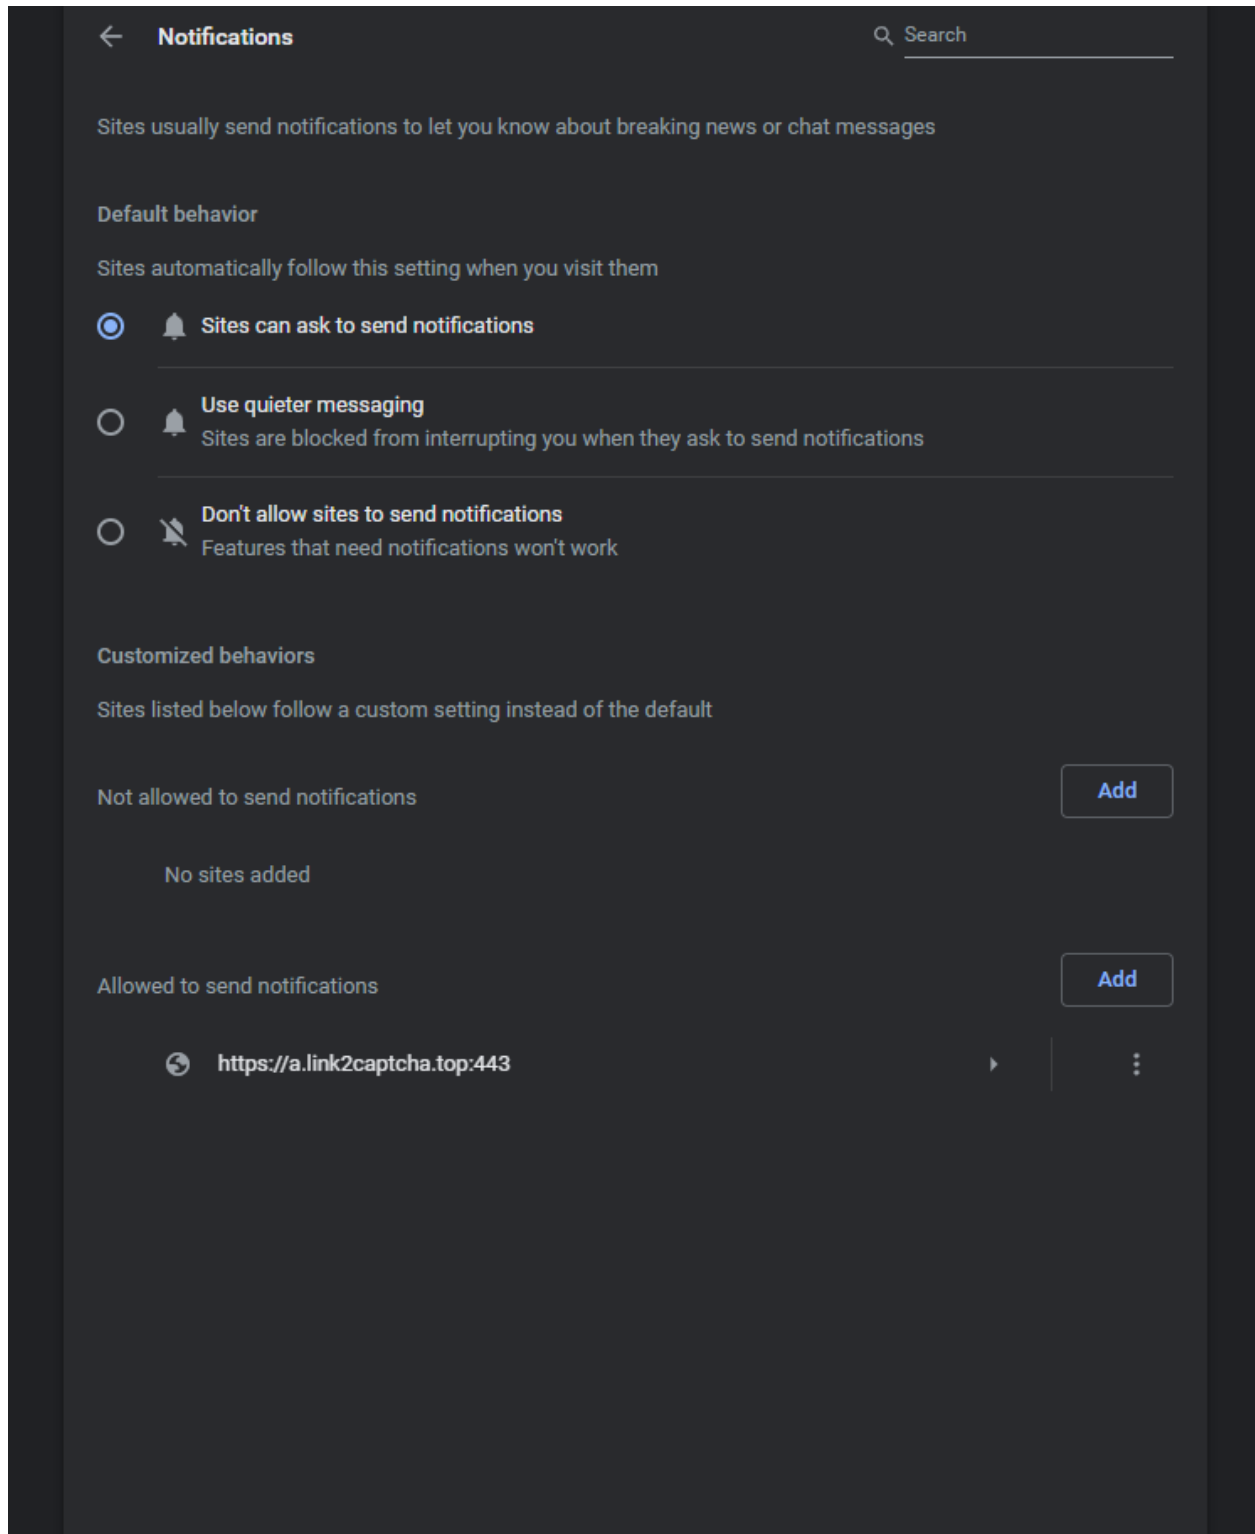 Notifications
Search
Sites usually send notifications to let you know about breaking news or chat messages
Default behavior
Sites automatically follow this setting when you visit them
Sites can ask to send notifications
Use quieter messaging
Sites are blocked from interrupting you when they ask to send notifications
Don't allow sites to send notifications
Features that need notifications won't work
Customized behaviors
Sites listed below follow a custom setting instead of the default
Not allowed to send notifications
Add
No sites added
Allowed to send notifications
Add
https://a.link2captcha.top:443